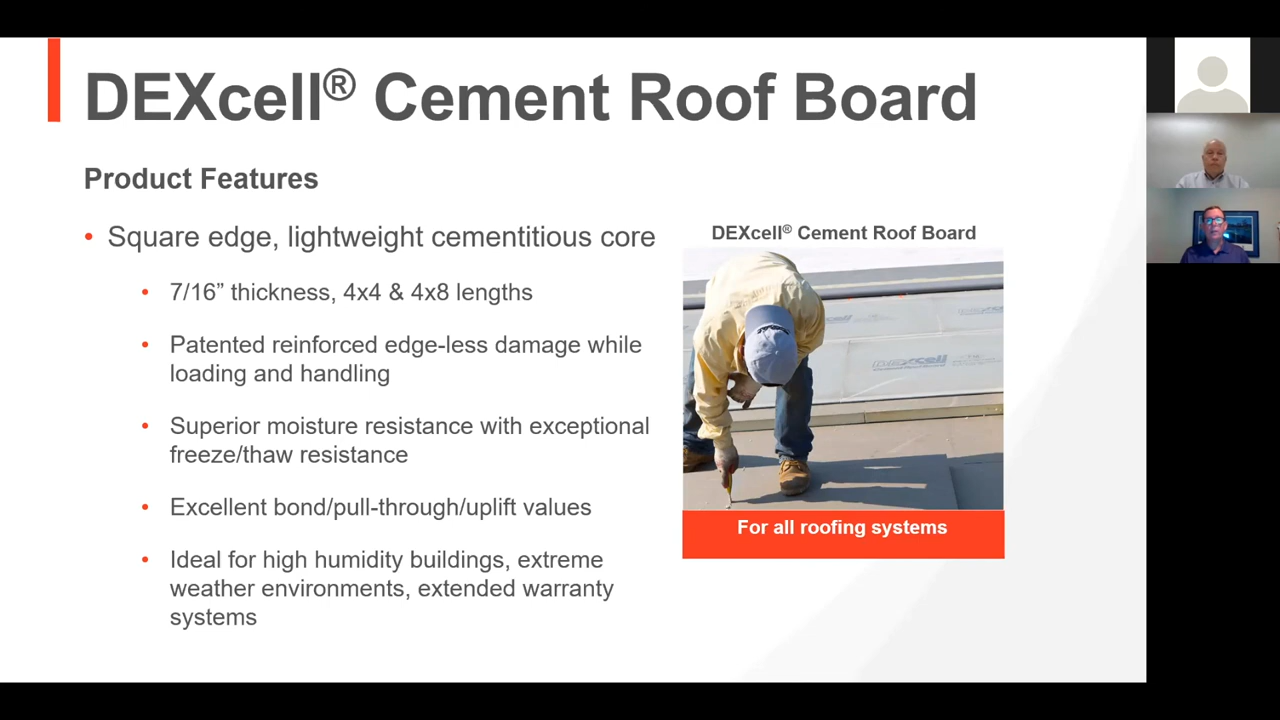 DEXcell® Cement Roof Board
Product Features
• Square edge, lightweight cementitious core
• 7/16” thickness, 4x4 & 4x8 lengths
• Patented reinforced edge-less damage while
loading and handling
• Superior moisture resistance with exceptional
freeze/thaw resistance
• Excellent bond/pull-through/uplift values
• Ideal for high humidity buildings, extreme
weather environments, extended warranty
systems
DEXcell® Cement Roof Board
DEXcell
For all roofing systems